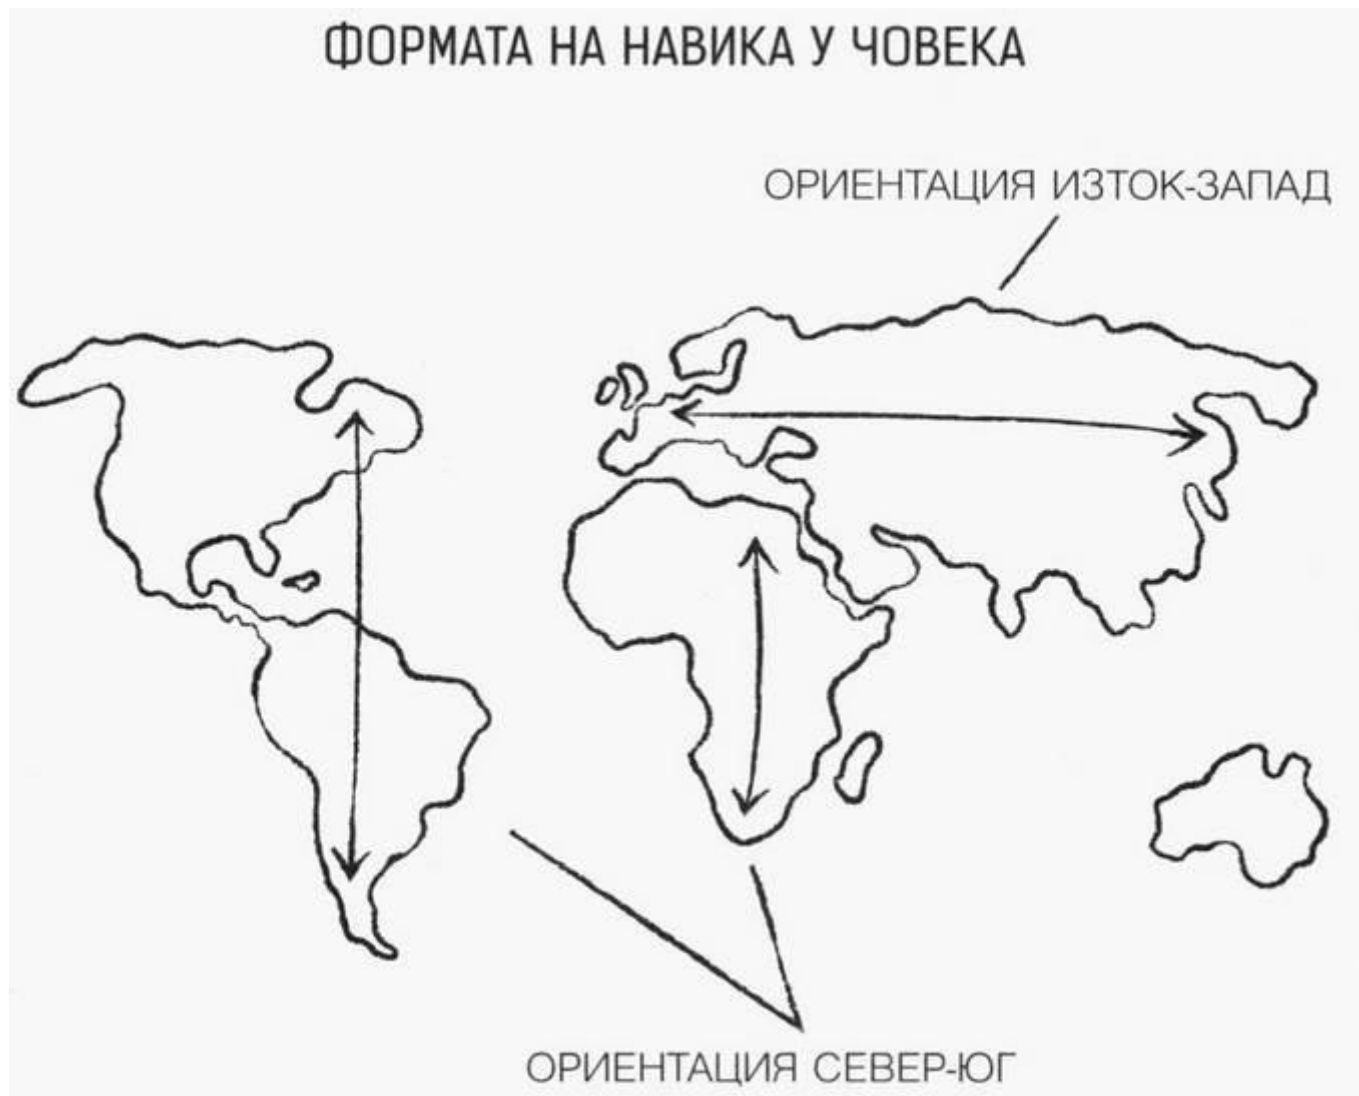 ФОРМАТА НА НАВИКА У ЧОВЕКА
ОРИЕНТАЦИЯ ИЗТОК-ЗАПАД
ОРИЕНТАЦИЯ СЕВЕР-ЮГ